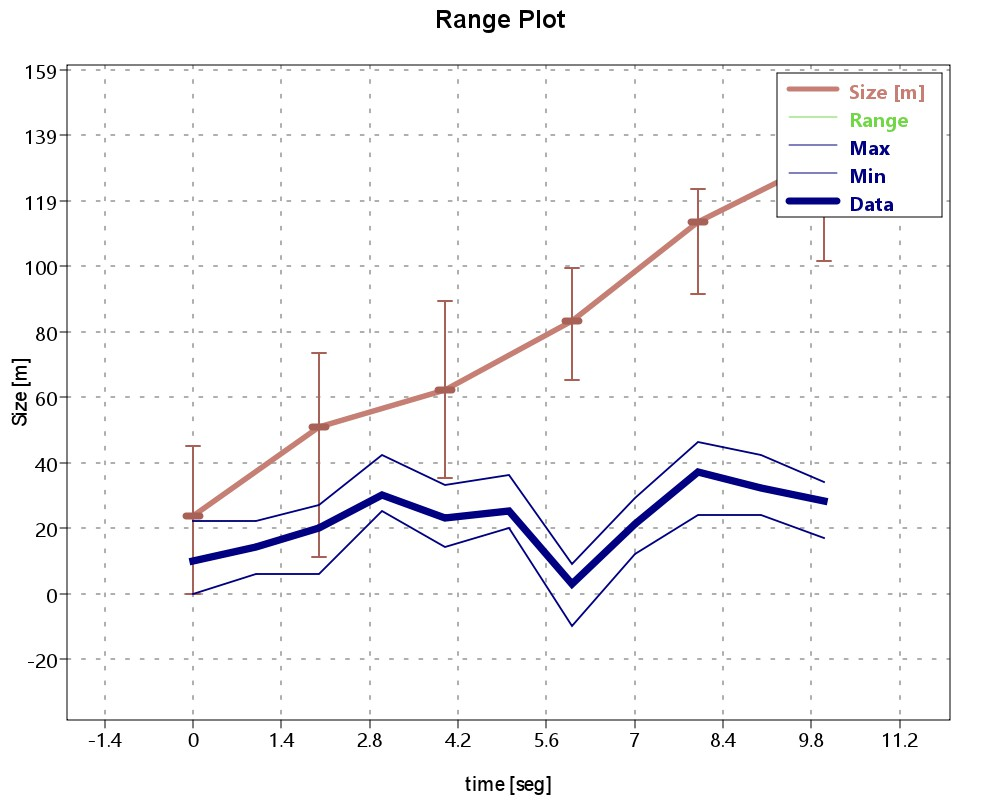 Range Plot
159
139
119
100
80
60
40
20
0
-20
Size [m]
Size [m]
Range
Max
Min
Data
-1.4 0 1.4 2.8 4.2 5.6 7 8.4 9.8 11.2
time [seg]